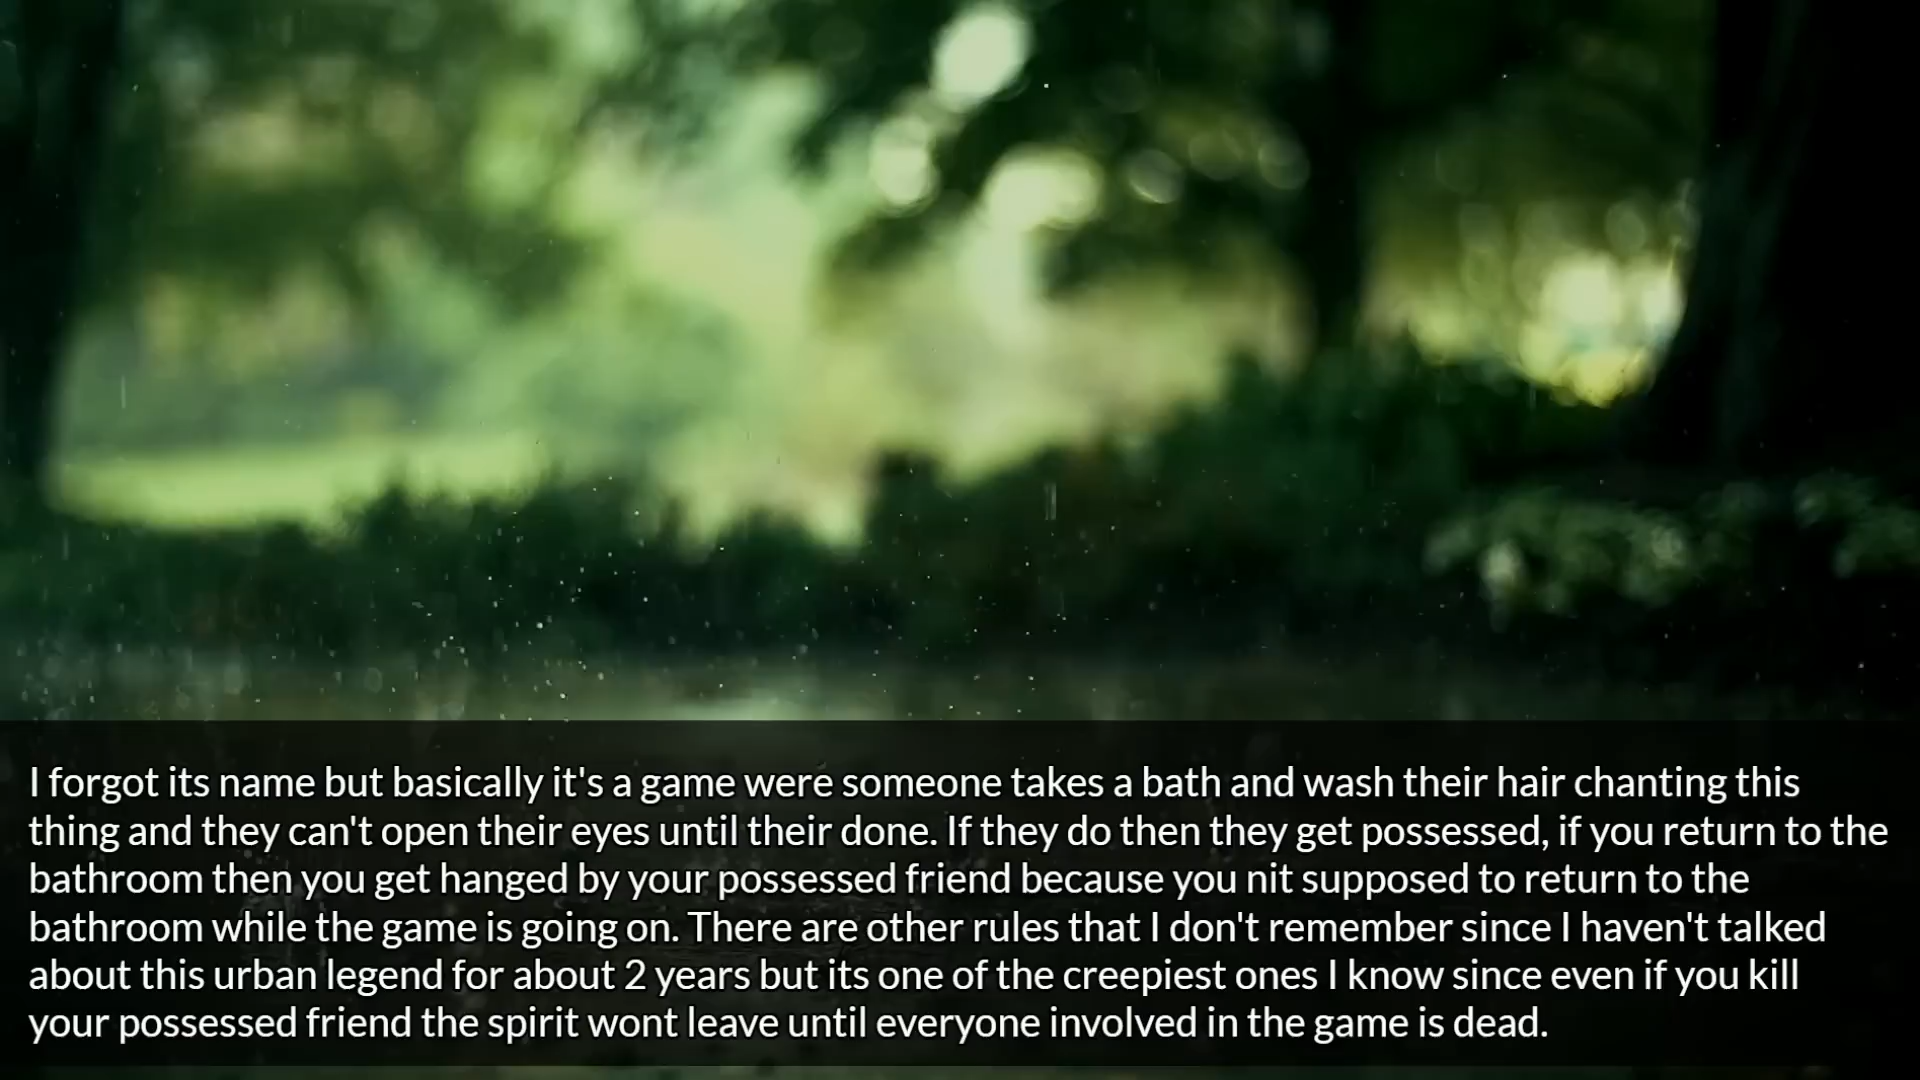 I forgot its name but basically it's a game were someone takes a bath and wash their hair chanting this
thing and they can't open their eyes until their done. If they do then they get possessed, if you return to the
bathroom then you get hanged by your possessed friend because you nit supposed to return to the
bathroom while the game is going on. There are other rules that I don't remember since I haven't talked
about this urban legend for about 2 years but its one of the creepiest ones I know since even if you kill
your possessed friend the spirit wont leave until everyone involved in the game is dead.